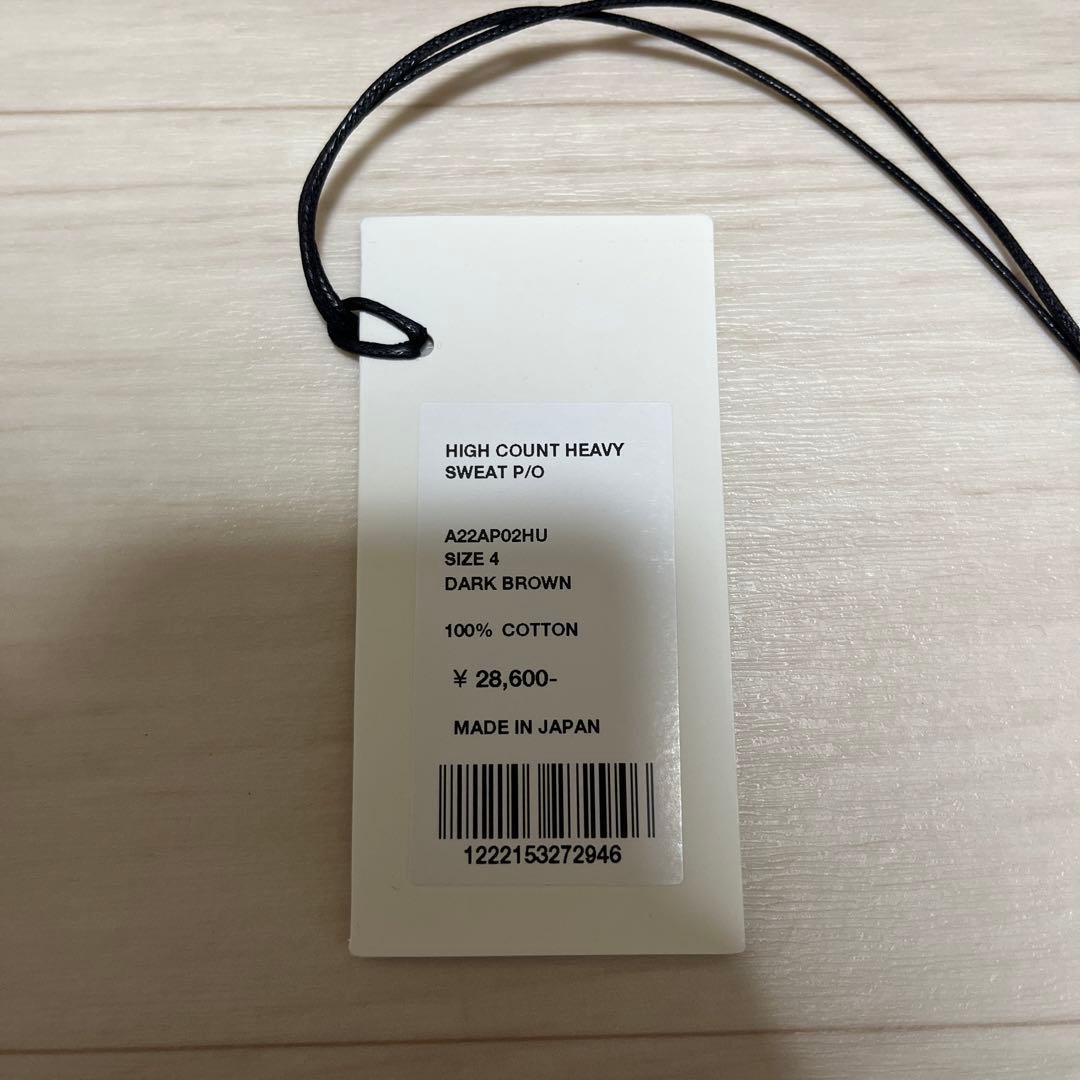 HIGH COUNT HEAVY
SWEAT P/O
A22AP02HU
SIZE 4
DARK BROWN
100% COTTON
¥ 28,600-
MADE IN JAPAN
1222153272946